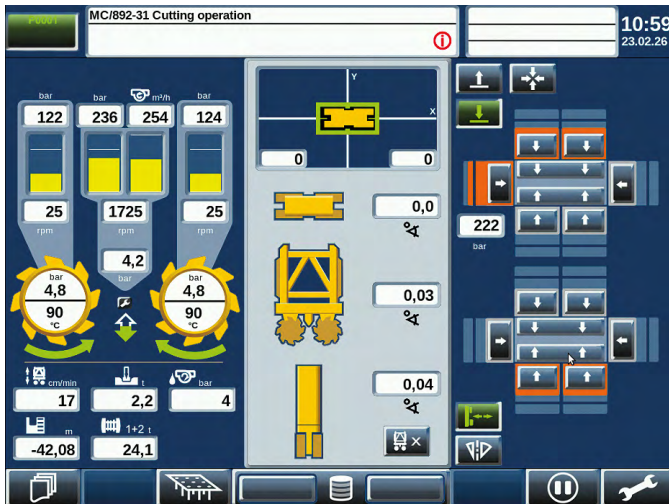 P0001
MC/892-31 Cutting operation
10:59
23.02.26
bar
bar
m³/h
bar
122
236
254
124
25
1725
25
rpm
rpm
rpm
4,2
bar
bar
4,8
90
°C
bar
4,8
90
°C
cm/min
t
bar
17
2,2
4
m
1+2 t
-42,08
24,1
Y
X
0
0
0,0
0,03
0,04
222
bar